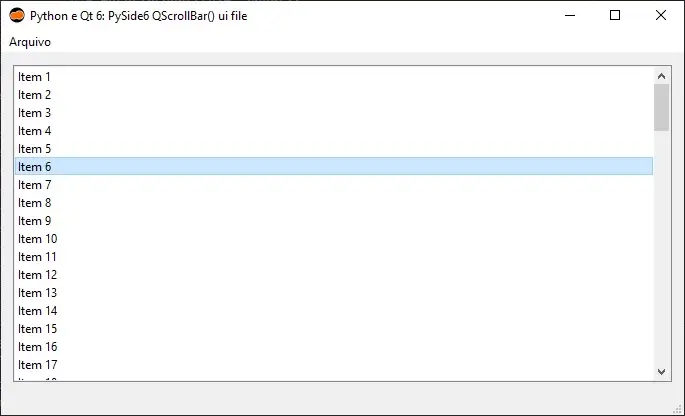 Python e Qt 6: PySide6 QScrollBar() ui file
Arquivo
Item 1
Item 2
Item 3
Item 4
Item 5
Item 6
Item 7
Item 8
Item 9
Item 10
Item 11
Item 12
Item 13
Item 14
Item 15
Item 16
Item 17